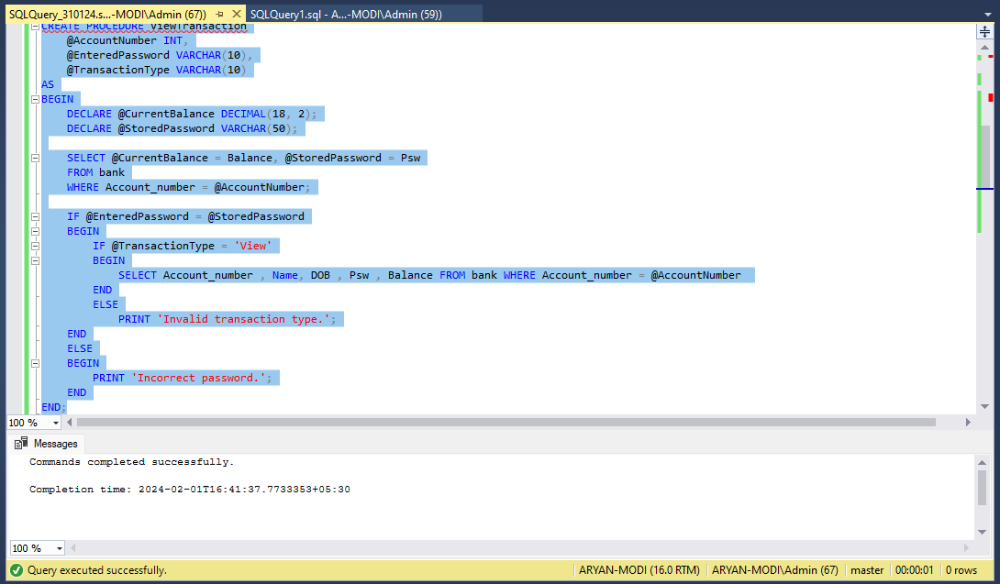 SQLQuery_310124.s...-MODI\Admin (67)) SQLQuery1.sql - A...-MODI\Admin (59))
CREATE PROCEDURE ViewTransaction
@AccountNumber INT,
@EnteredPassword VARCHAR(10),
@TransactionType VARCHAR(10)
AS
BEGIN
DECLARE @CurrentBalance DECIMAL(18, 2);
DECLARE @StoredPassword VARCHAR(50);
SELECT @CurrentBalance = Balance, @StoredPassword = Psw
FROM bank
WHERE Account_number = @AccountNumber;
IF @EnteredPassword = @StoredPassword
BEGIN
IF @TransactionType = 'View'
BEGIN
SELECT Account_number , Name, DOB , Psw , Balance FROM bank WHERE Account_number = @AccountNumber
END
ELSE
PRINT 'Invalid transaction type.';
END
ELSE
BEGIN
PRINT 'Incorrect password.';
END
END;
100 %
Messages
Commands completed successfully.
Completion time: 2024-02-01T16:41:37.7733353+05:30
100 %
Query executed successfully. ARYAN-MODI (16.0 RTM) ARYAN-MODI\Admin (67) master 00:00:01 0 rows